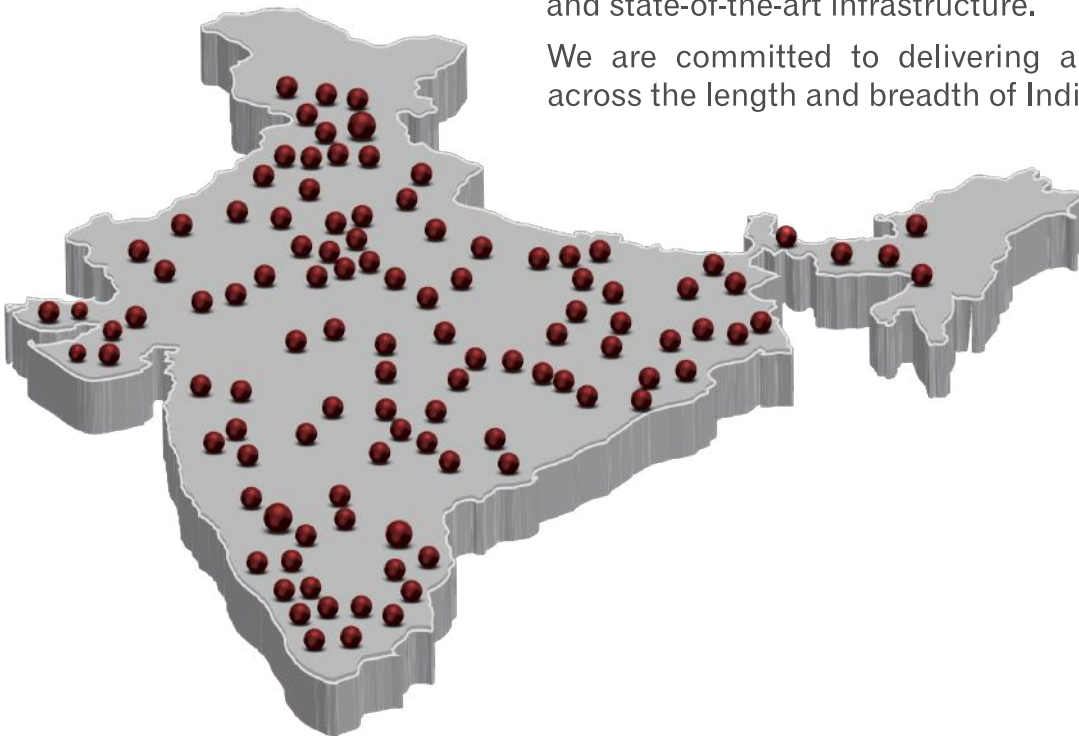 and state-of-the-art infrastructure.
We are committed to delivering a
across the length and breadth of Indi